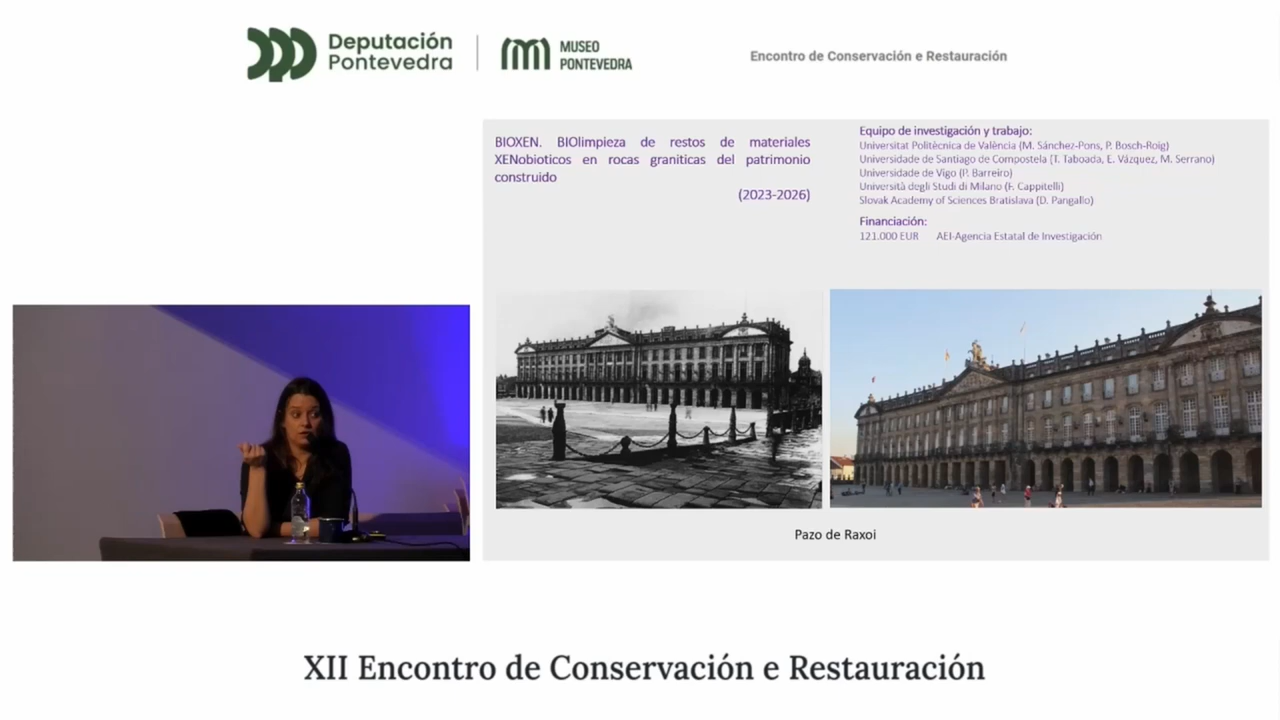 Deputación
Pontevedra
MUSEO
PONTEVEDRA
Encontro de Conservación e Restauración
BIOXEN. BIOlimpieza de restos de materiales
XENobioticos en rocas graniticas del patrimonio
construido
(2023-2026)
Equipo de investigación y trabajo:
Universitat Politècnica de València (M. Sánchez-Pons, P. Bosch-Roig)
Universidade de Santiago de Compostela (T. Taboada, E. Vázquez, M. Serrano)
Universidade de Vigo (P. Barreiro)
Università degli Studi di Milano (F. Cappitelli)
Slovak Academy of Sciences Bratislava (D. Pangallo)
Financiación:
121.000 EUR AEI-Agencia Estatal de Investigación
Pazo de Raxoi
XII Encontro de Conservación e Restauración